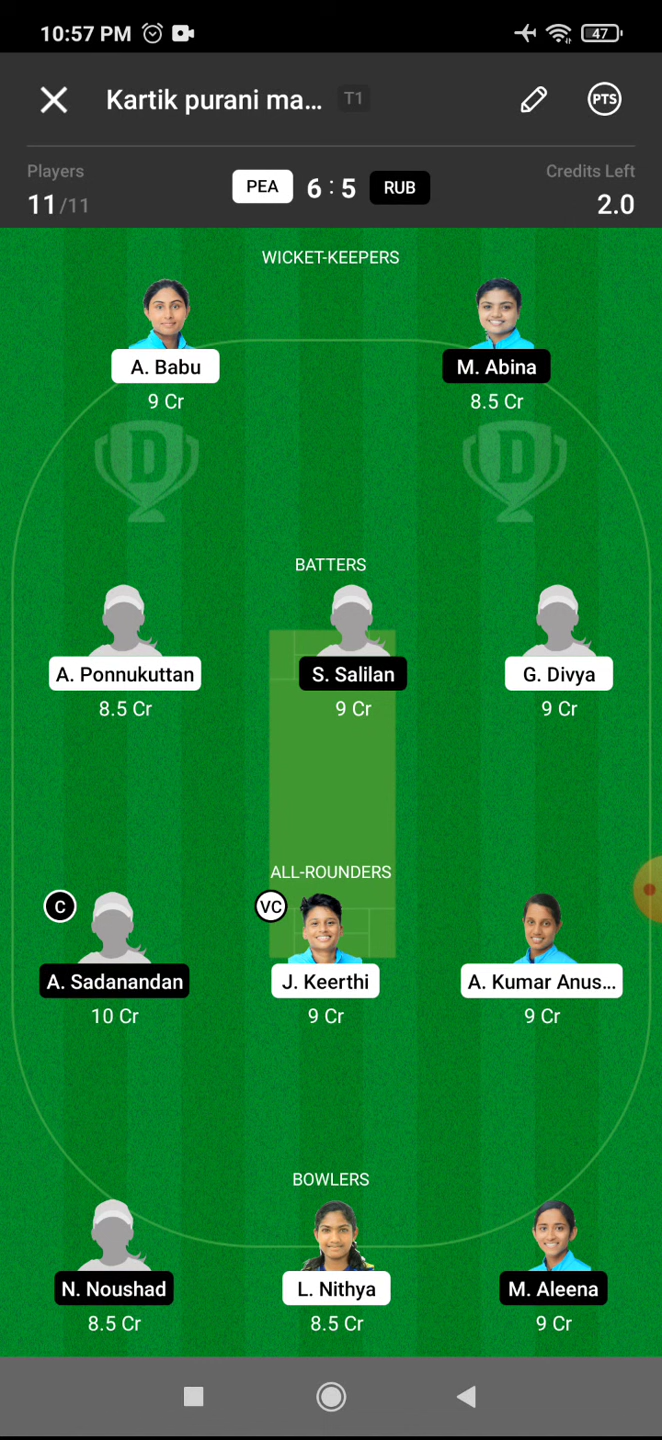 10:57 PM
47
Kartik purani ma... T1
PTS
Players
Credits Left
11/11
PEA 6 : 5 RUB
2.0
WICKET-KEEPERS
A. Babu
M. Abina
9 Cr
8.5 Cr
D
D
BATTERS
A. Ponnukuttan
S. Salilan
G. Divya
8.5 Cr
9 Cr
9 Cr
ALL-ROUNDERS
C
VC
A. Sadanandan
J. Keerthi
A. Kumar Anus...
10 Cr
9 Cr
9 Cr
BOWLERS
N. Noushad
L. Nithya
M. Aleena
8.5 Cr
8.5 Cr
9 Cr